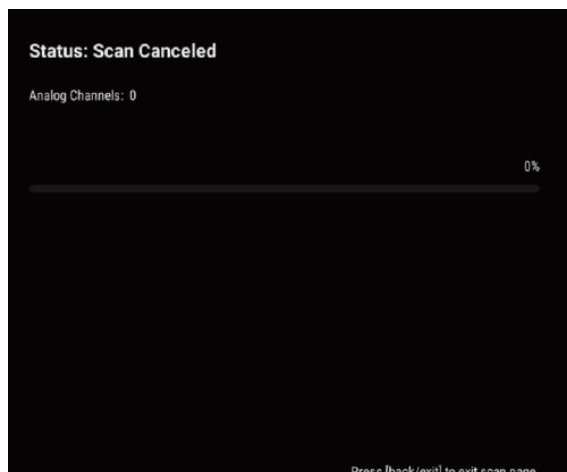 Status: Scan Canceled
Analog Channels: 0
0%
Press [back/exit] to exit scan page